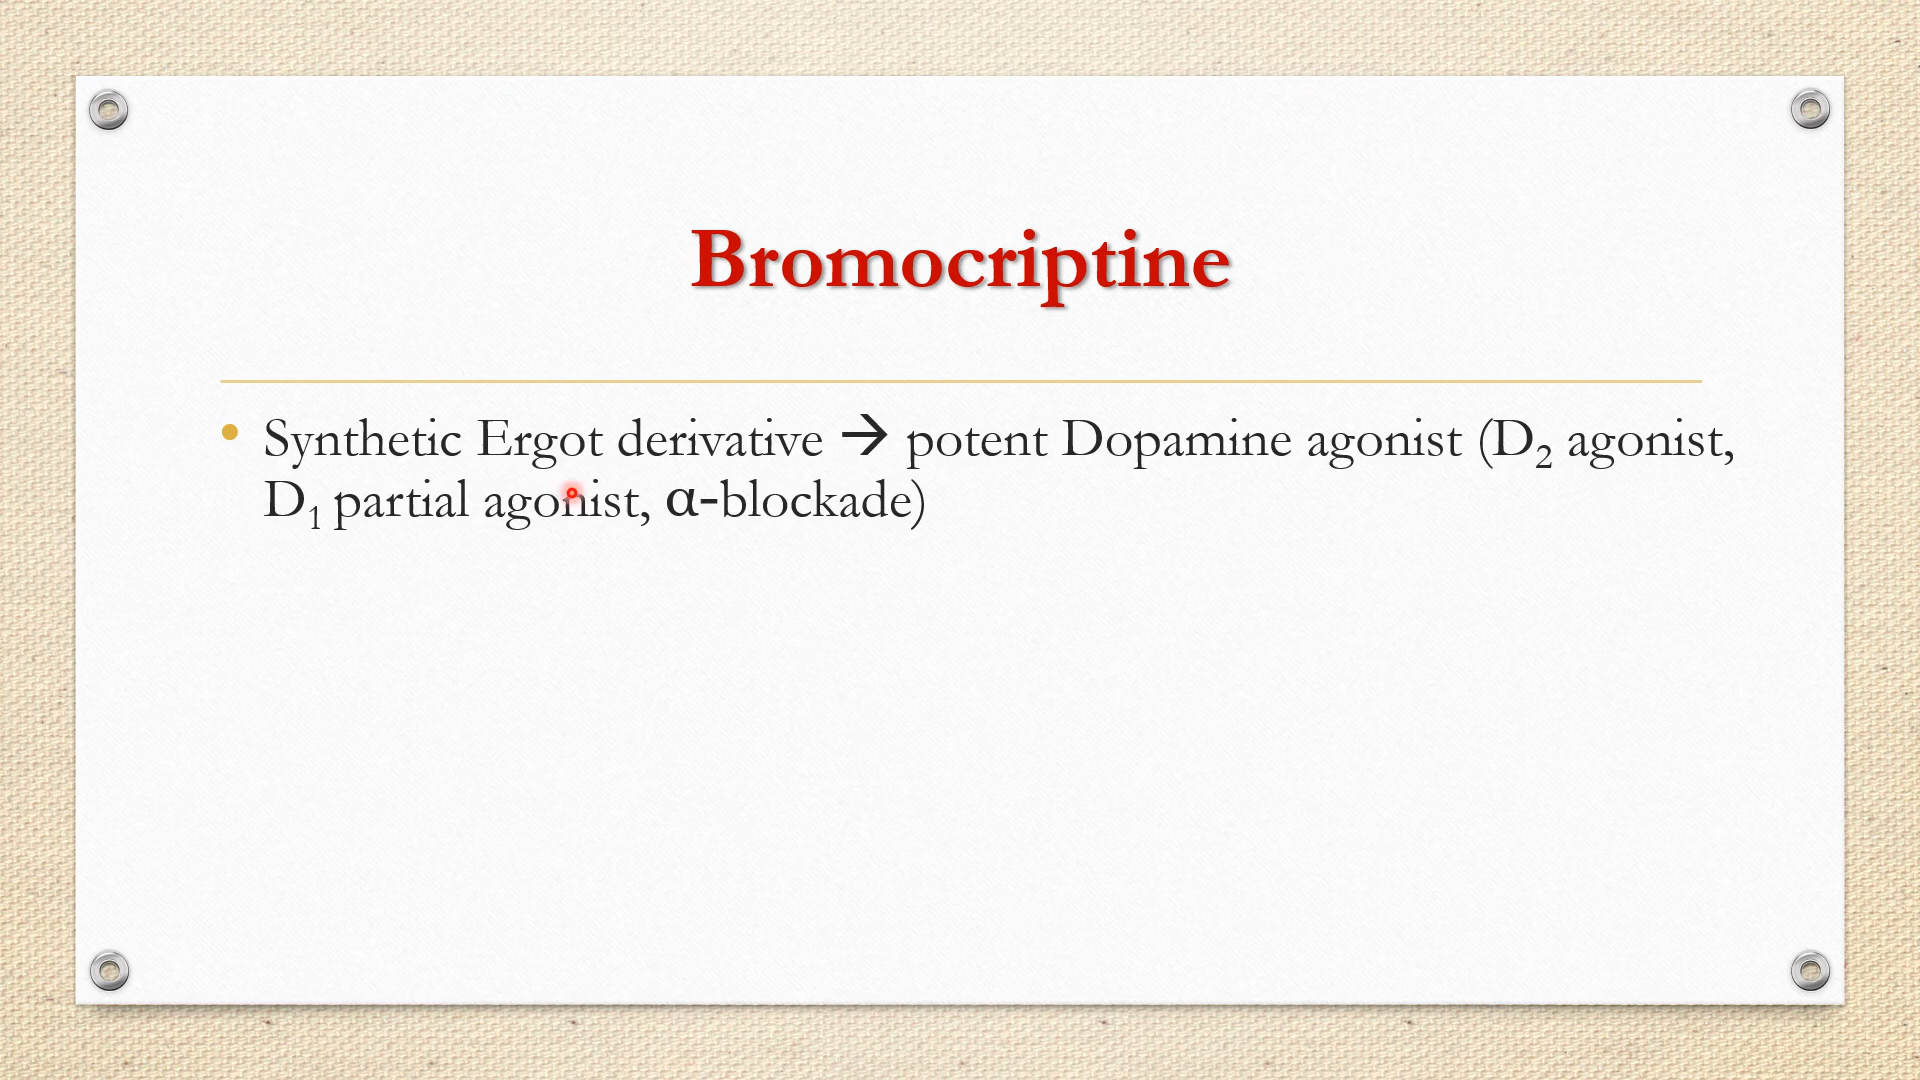 Bromocriptine
• Synthetic Ergot derivative → potent Dopamine agonist (D₂ agonist,
D₁ partial agonist, α-blockade)